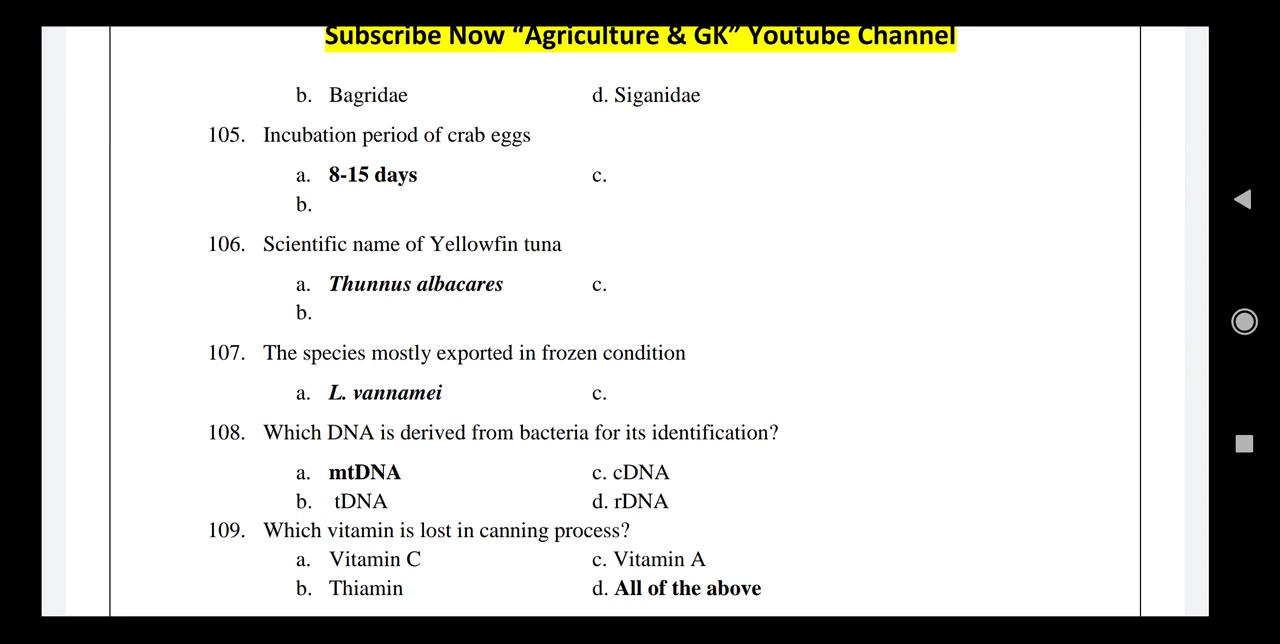 Subscribe Now “Agriculture & GK” Youtube Channel
b. Bagridae d. Siganidae
105. Incubation period of crab eggs
a. 8-15 days c.
b.
106. Scientific name of Yellowfin tuna
a. Thunnus albacares c.
b.
107. The species mostly exported in frozen condition
a. L. vannamei c.
108. Which DNA is derived from bacteria for its identification?
a. mtDNA c. cDNA
b. tDNA d. rDNA
109. Which vitamin is lost in canning process?
a. Vitamin C c. Vitamin A
b. Thiamin d. All of the above